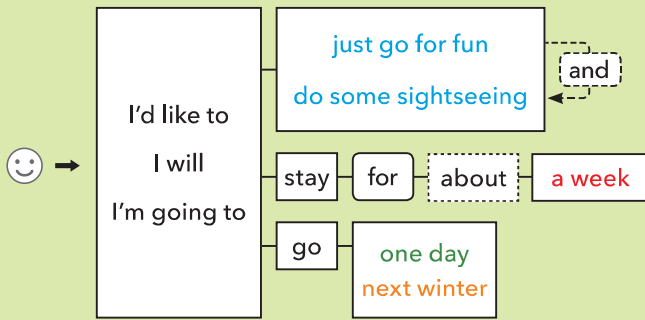 I'd like to
I will
I'm going to
just go for fun
do some sightseeing
and
stay
for
about
a week
go
one day
next winter